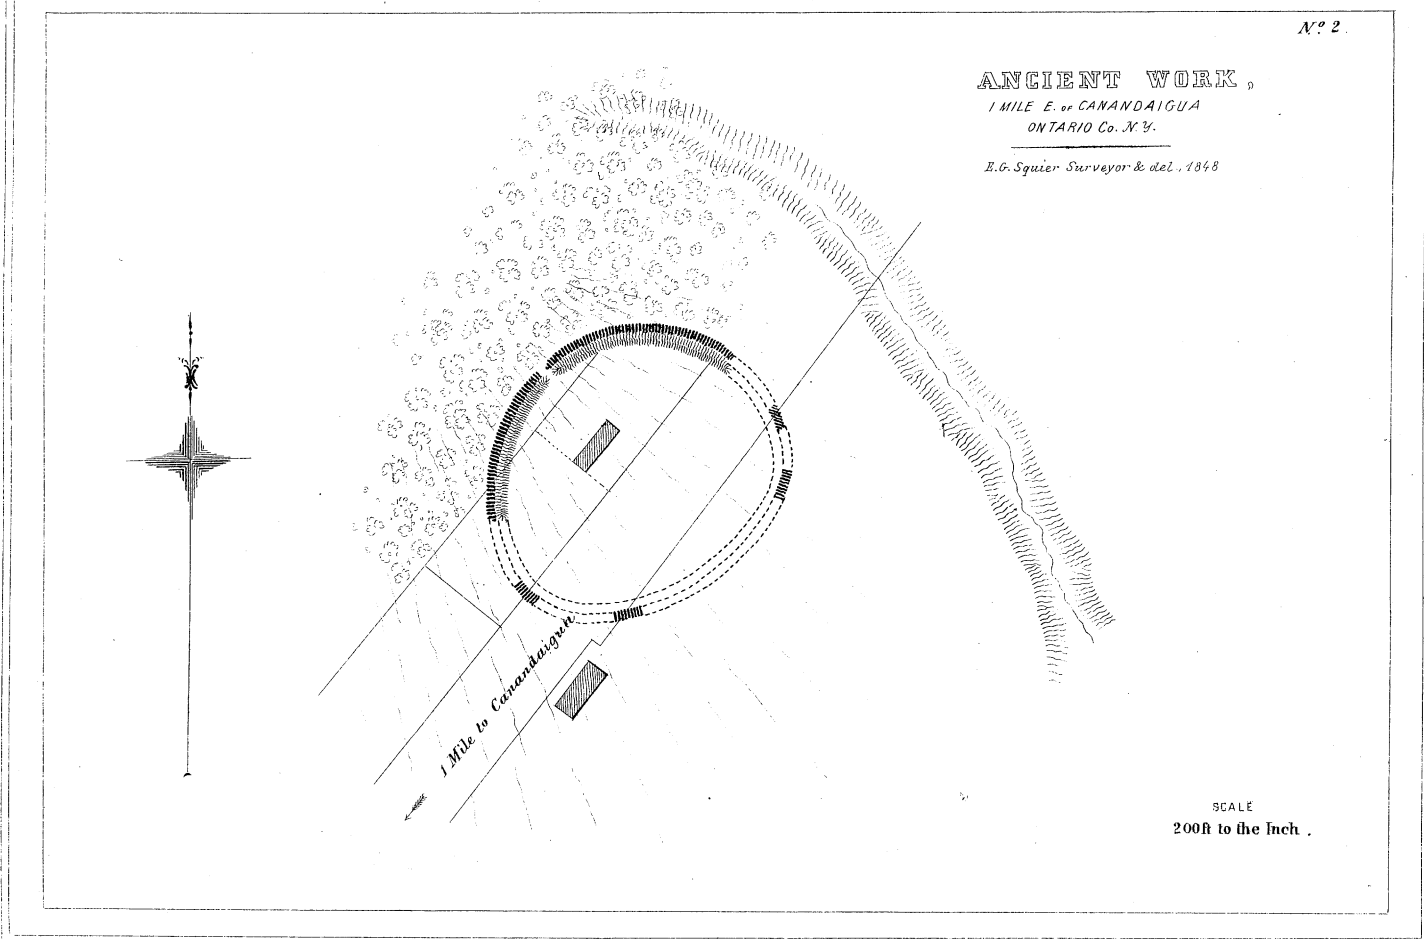 Nº 2.
ANCIENT WORK,
1 MILE E. OF CANANDAIGUA
ONTARIO Co. N.Y.
E.G. Squier Surveyor & del., 1848
1 Mile to Canandaigua
SCALE
200ft to the Inch.